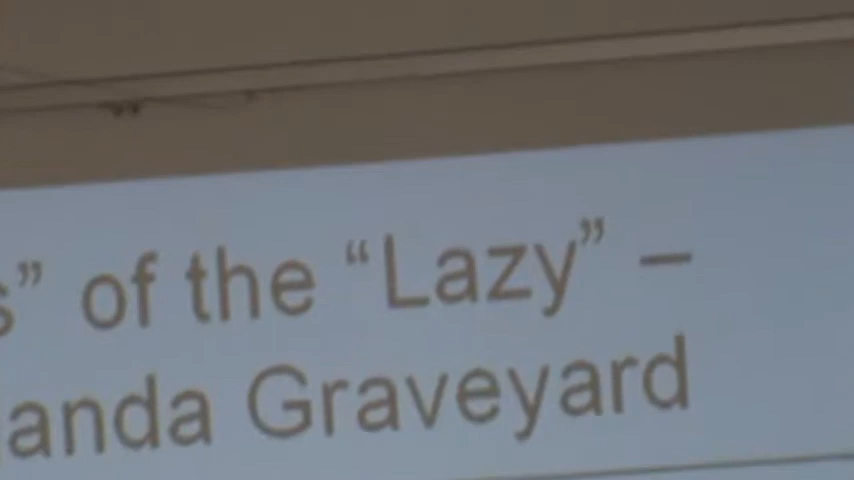 s” of the “Lazy” –
anda Graveyard